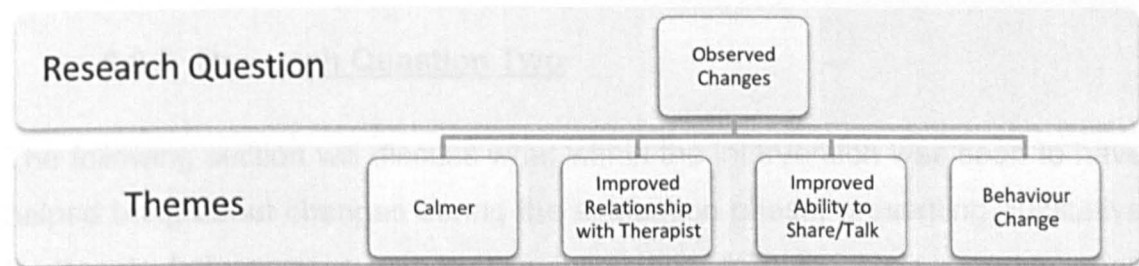 Research Question
Observed
Changes
Themes
Calmer
Improved
Relationship
with Therapist
Improved
Ability to
Share/Talk
Behaviour
Change